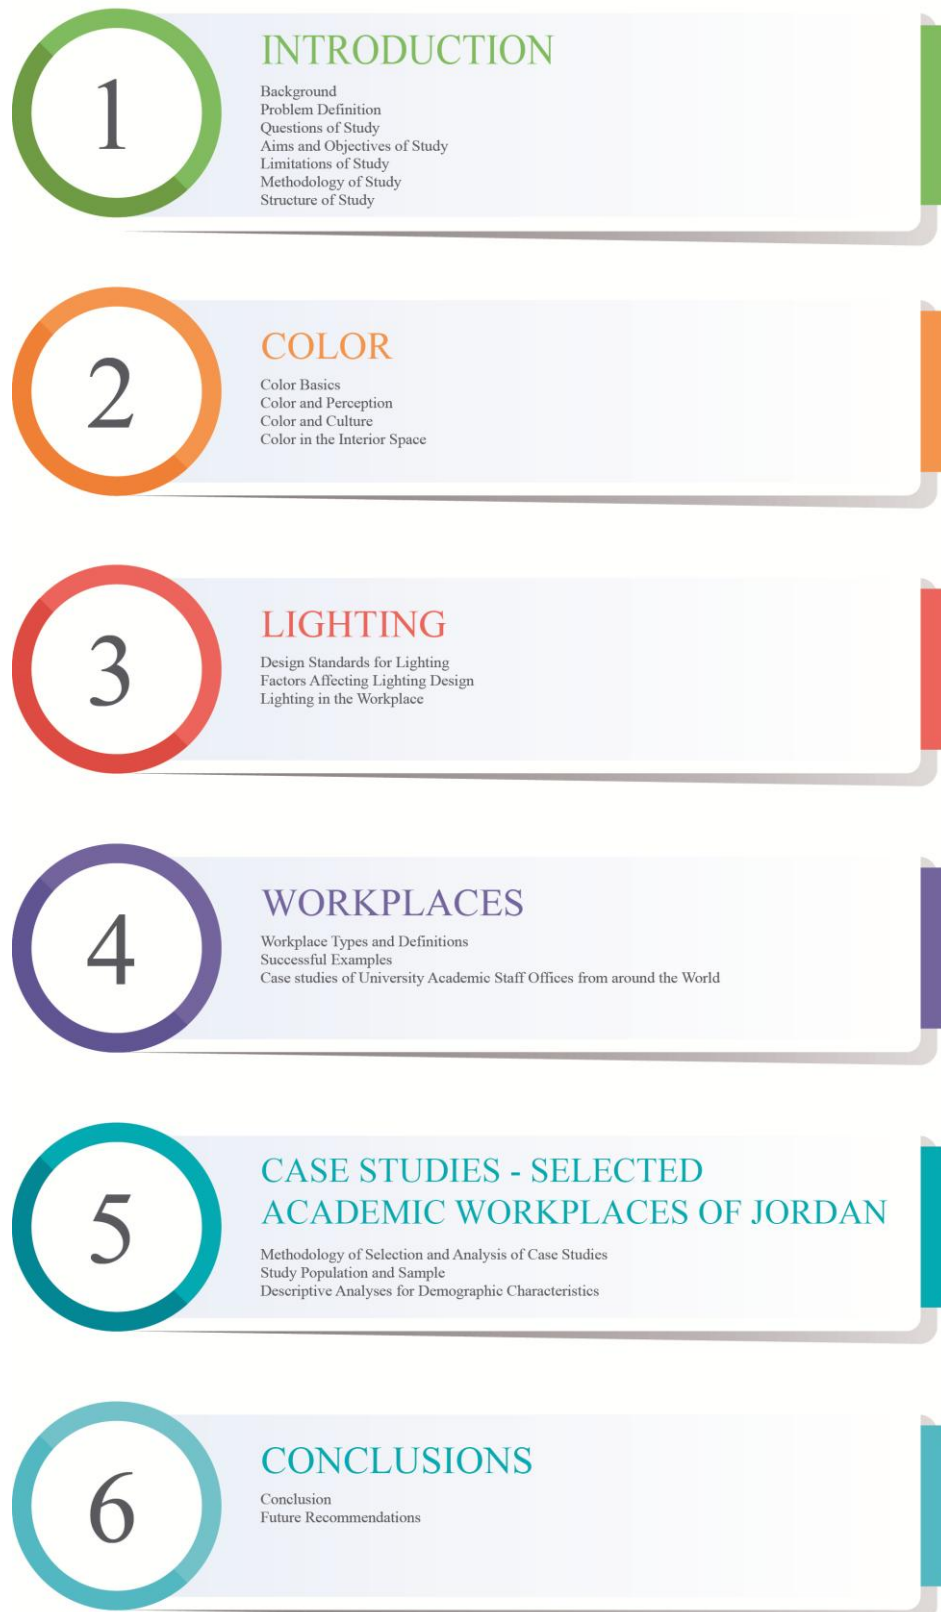 1
INTRODUCTION
Background
Problem Definition
Questions of Study
Aims and Objectives of Study
Limitations of Study
Methodology of Study
Structure of Study
2
COLOR
Color Basics
Color and Perception
Color and Culture
Color in the Interior Space
3
LIGHTING
Design Standards for Lighting
Factors Affecting Lighting Design
Lighting in the Workplace
4
WORKPLACES
Workplace Types and Definitions
Successful Examples
Case studies of University Academic Staff Offices from around the World
5
CASE STUDIES - SELECTED
ACADEMIC WORKPLACES OF JORDAN
Methodology of Selection and Analysis of Case Studies
Study Population and Sample
Descriptive Analyses for Demographic Characteristics
6
CONCLUSIONS
Conclusion
Future Recommendations